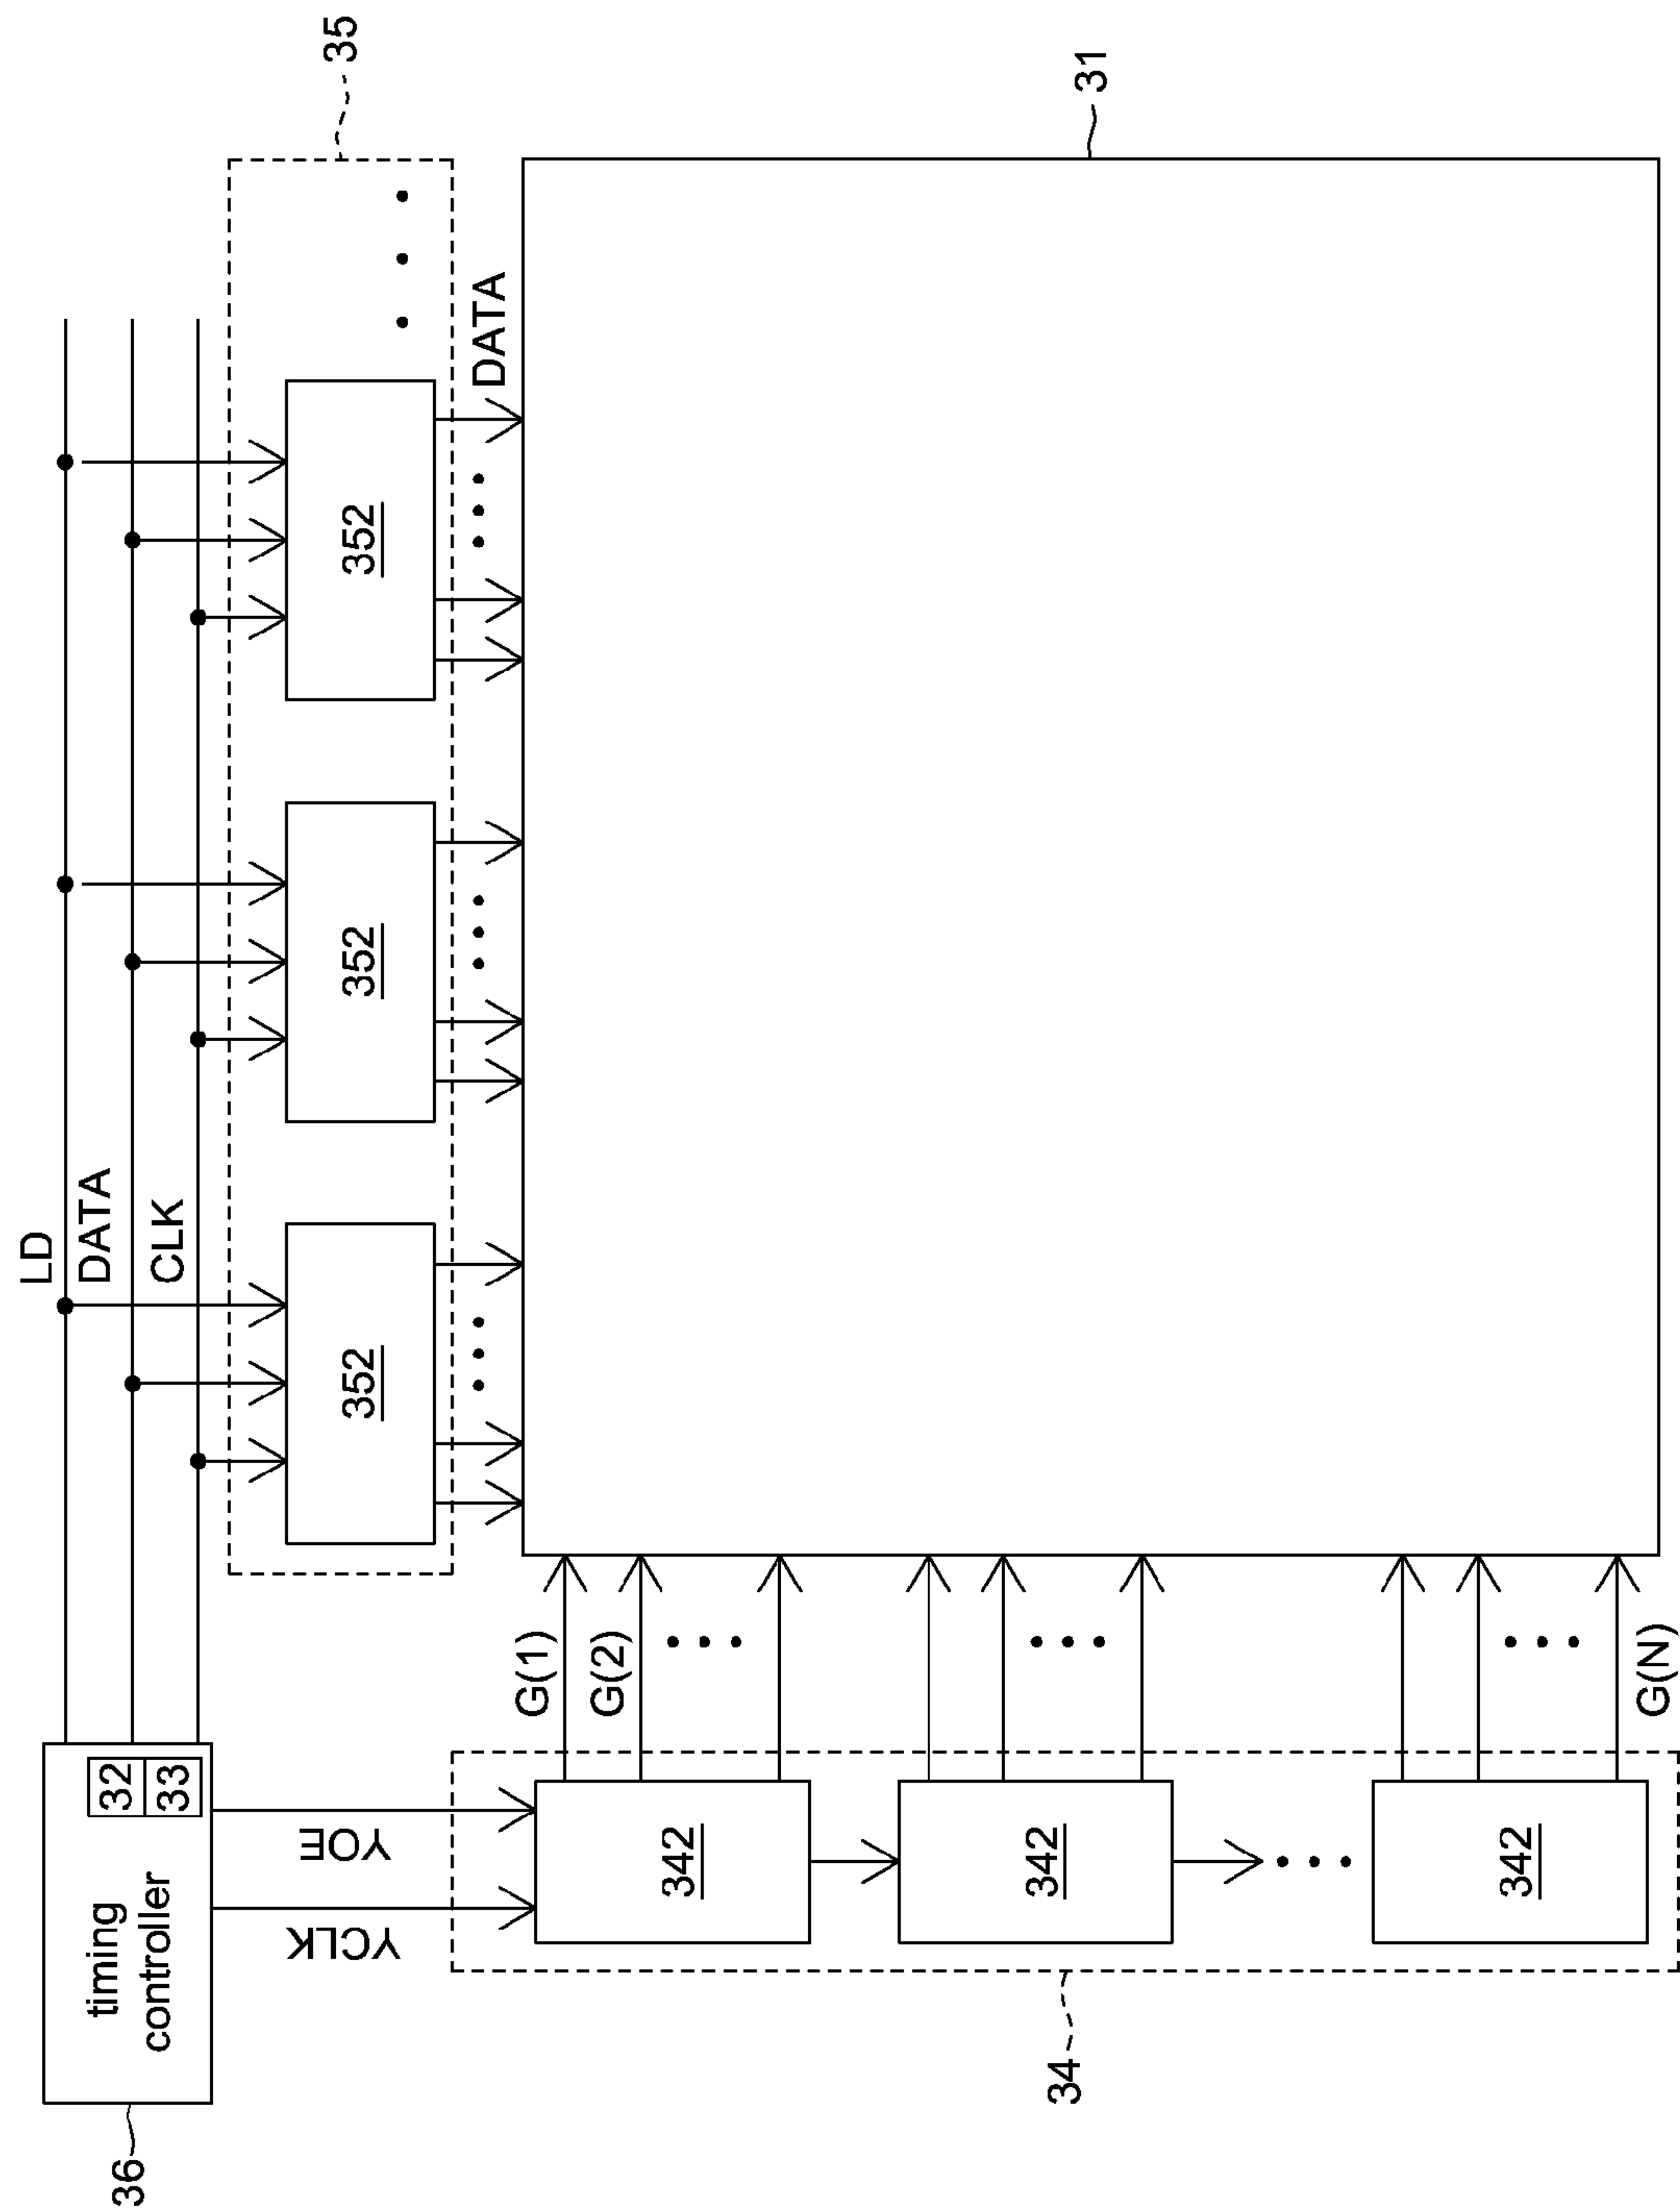 LD
DATA
CLK
36
timing
controller
32
33
YCLK
YOE
35
352
352
352
DATA
G(1)
G(2)
342
342
34
31
342
G(N)